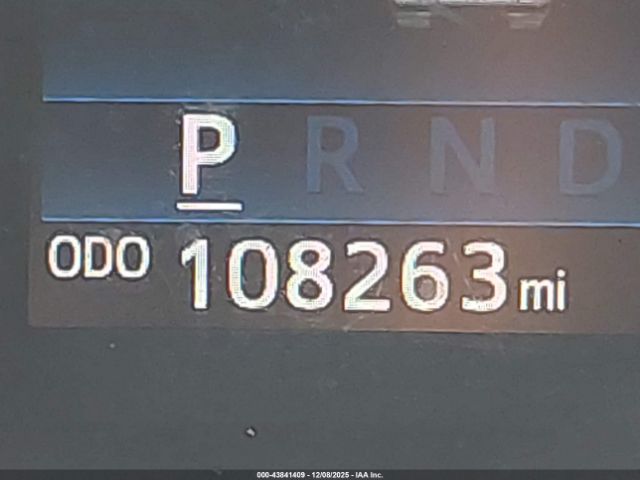 P R N D
ODO 108263 mi
000-43841409 - 12/08/2025 - IAA Inc.